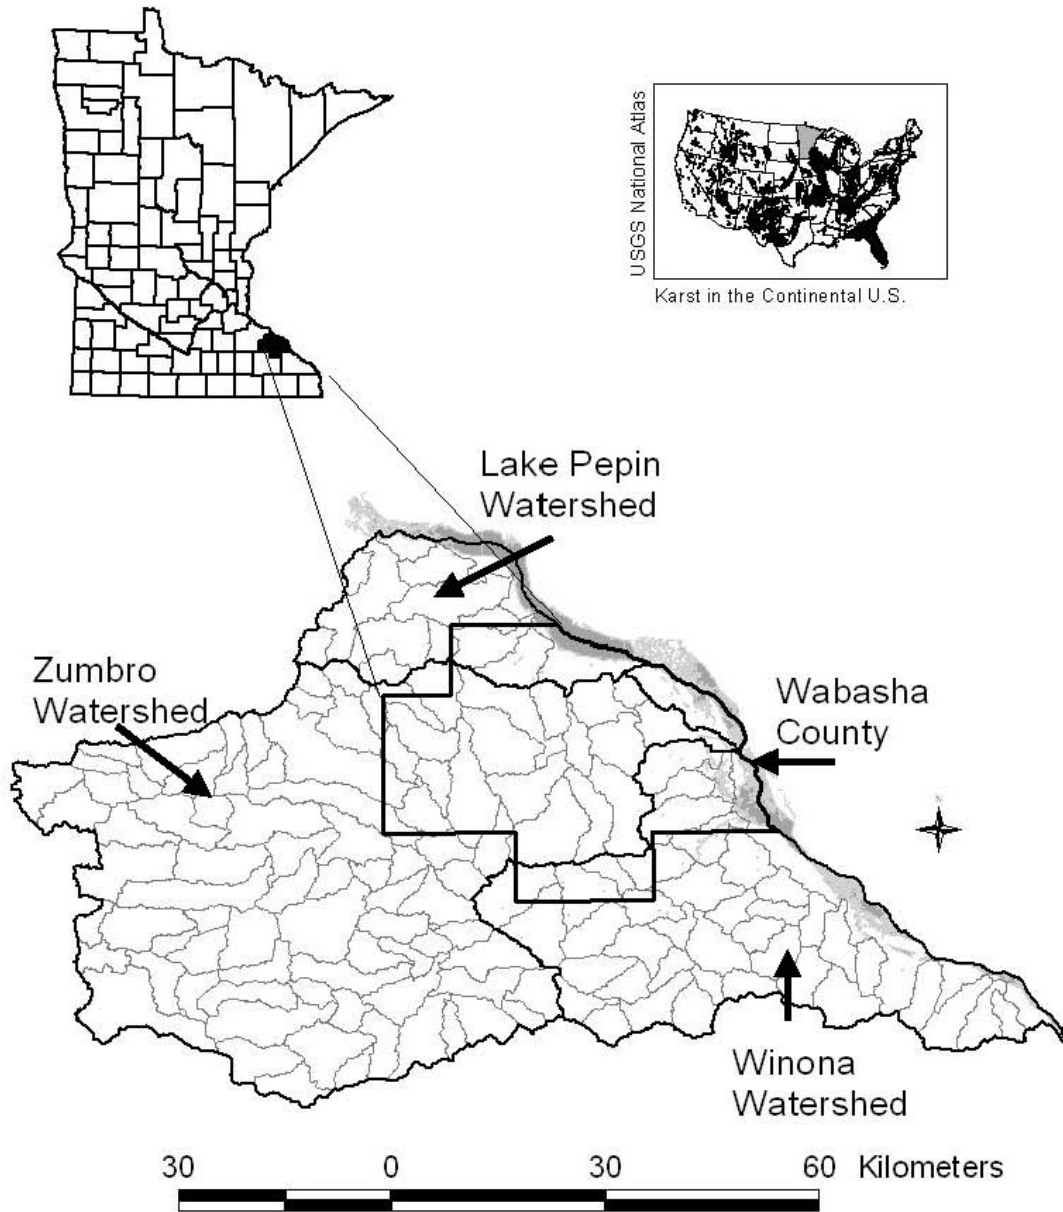 USGS National Atlas
Karst in the Continental U.S.
Lake Pepin
Watershed
Zumbro
Watershed
Wabasha
County
Winona
Watershed
30 0 30 60 Kilometers